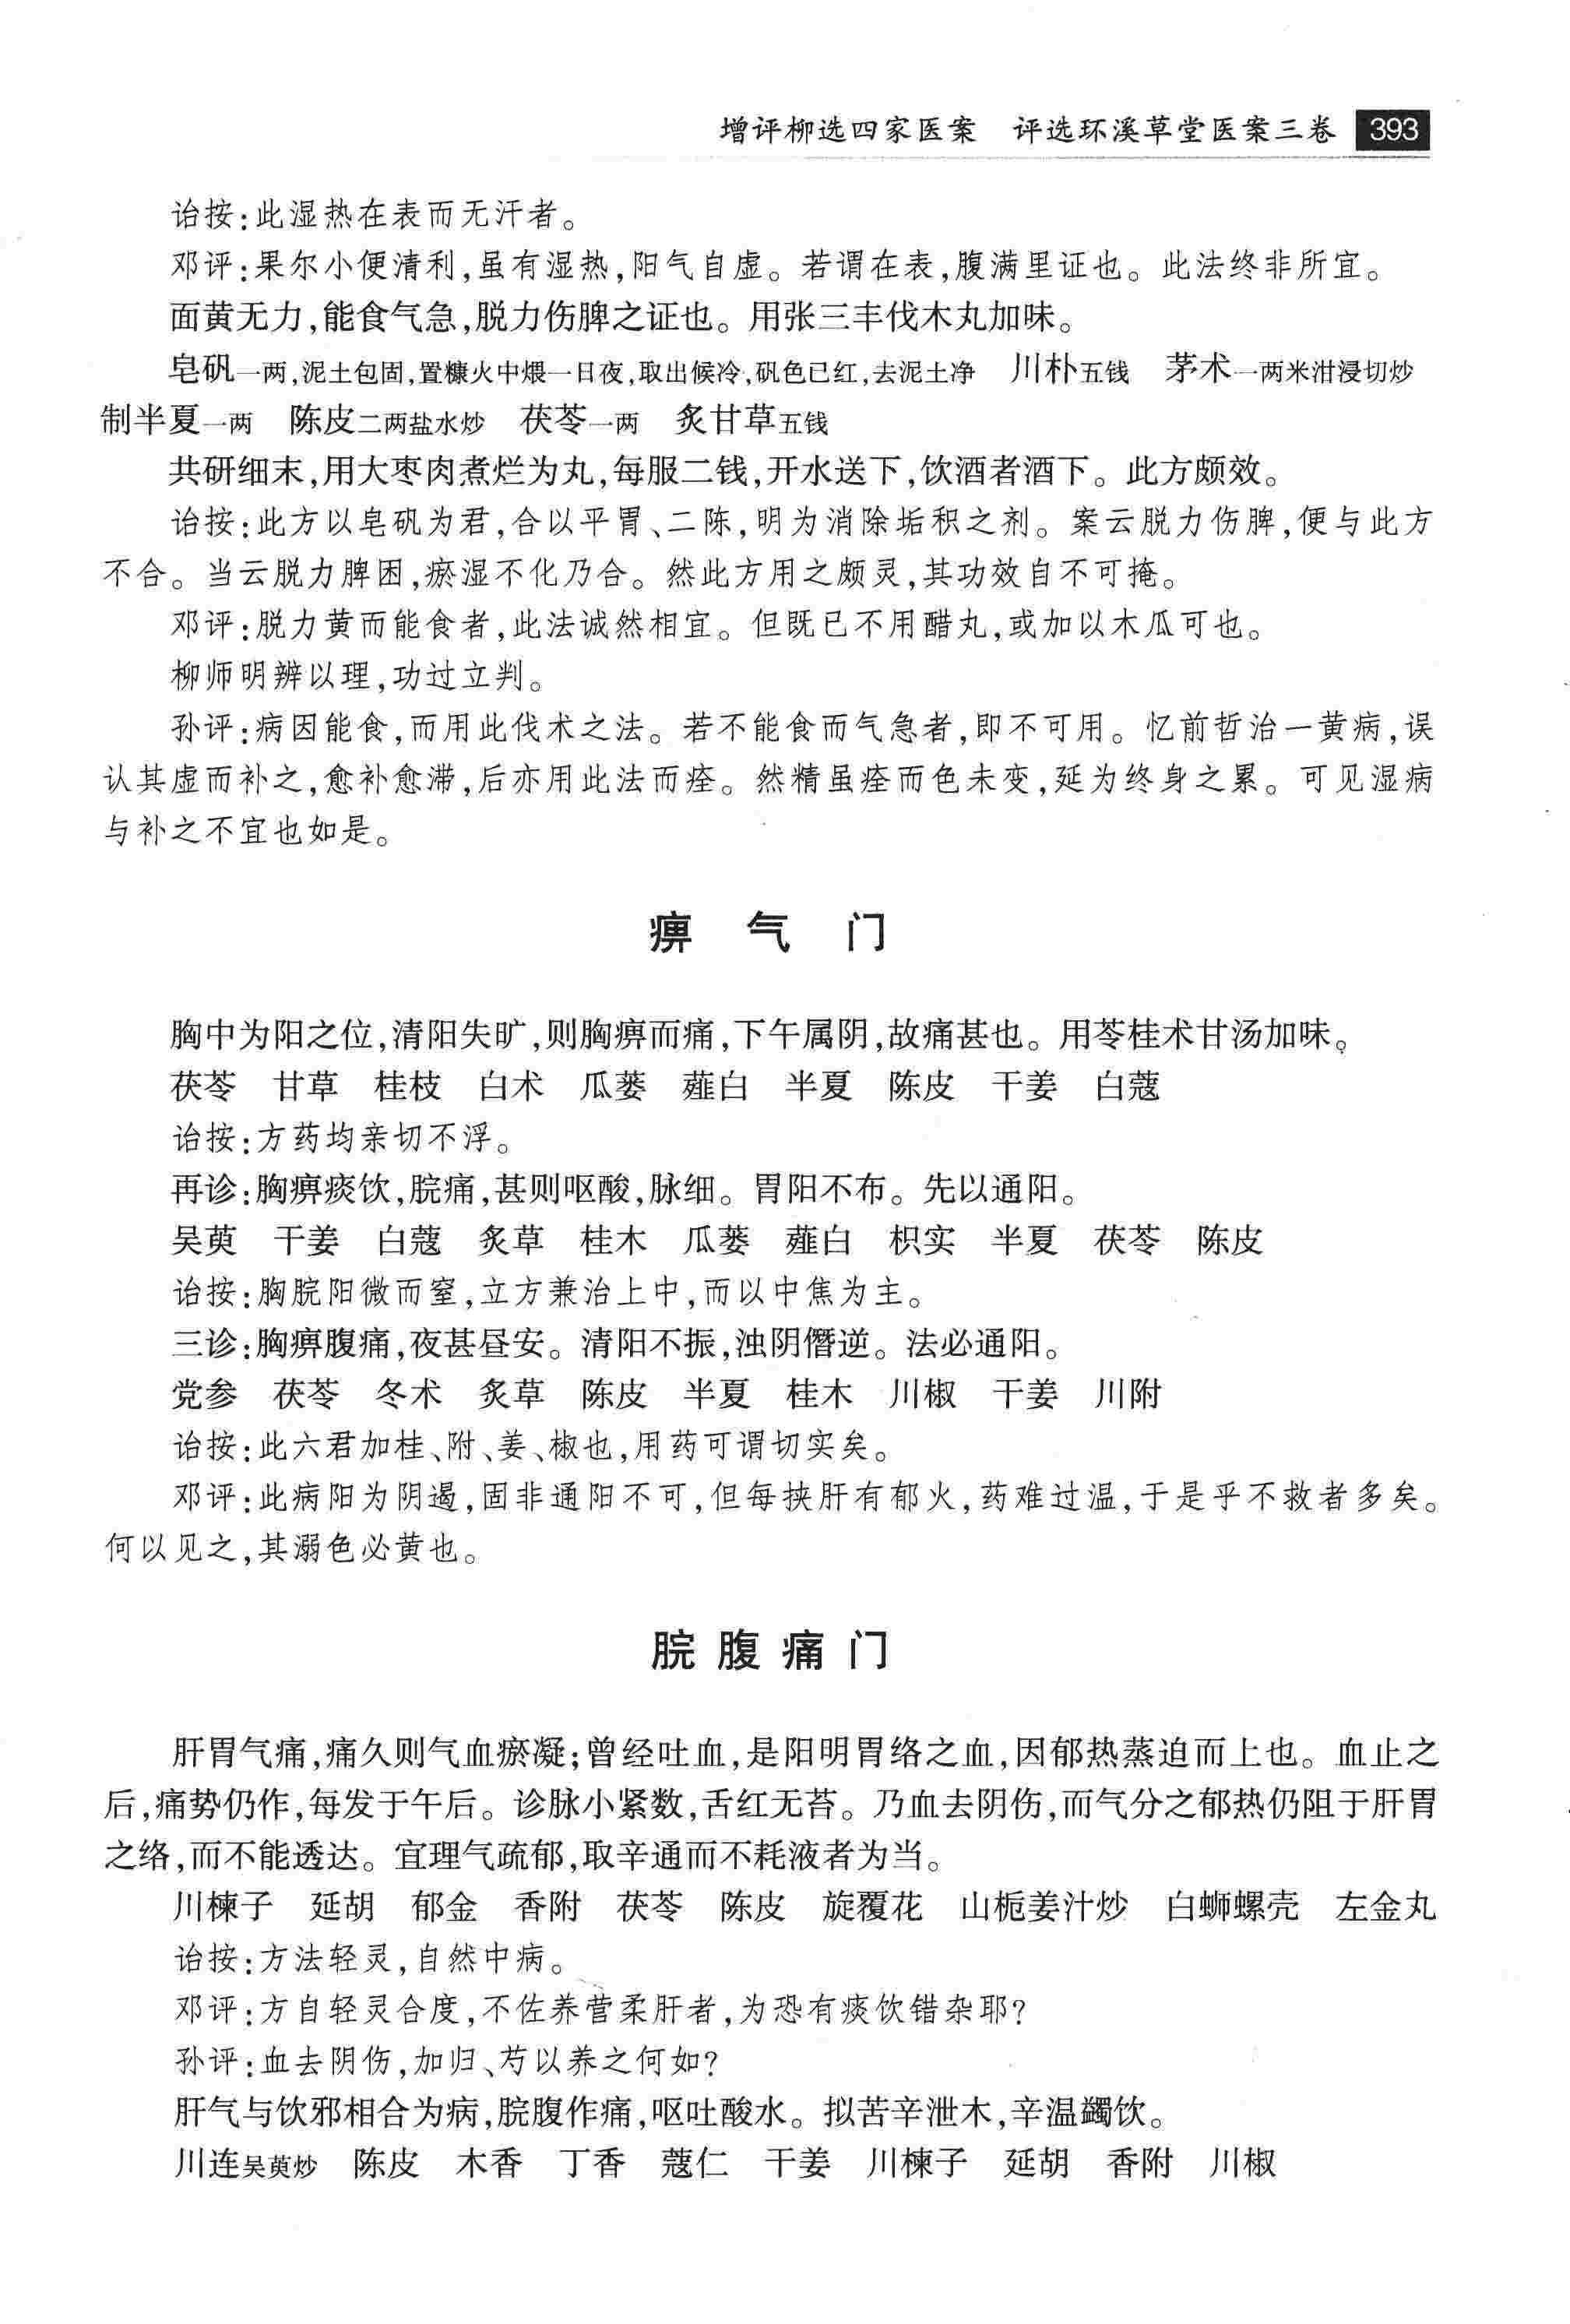 增评柳选四家医案　评选环溪草堂医案三卷 393
诒按:此湿热在表而无汗者。
邓评:果尔小便清利,虽有湿热,阳气自虚。若谓在表,腹满里证也。此法终非所宜。
面黄无力,能食气急,脱力伤脾之证也。用张三丰伐木丸加味。
皂矾一两,泥土包固,置糠火中煨一日夜,取出候冷,矾色已红,去泥土净　川朴五钱　茅术一两米泔浸切炒
制半夏一两　陈皮二两盐水炒　茯苓一两　炙甘草五钱
共研细末,用大枣肉煮烂为丸,每服二钱,开水送下,饮酒者酒下。此方颇效。
诒按:此方以皂矾为君,合以平胃、二陈,明为消除垢积之剂。案云脱力伤脾,便与此方
不合。当云脱力脾困,瘀湿不化乃合。然此方用之颇灵,其功效自不可掩。
邓评:脱力黄而能食者,此法诚然相宜。但既已不用醋丸,或加以木瓜可也。
柳师明辨以理,功过立判。
孙评:病因能食,而用此伐术之法。若不能食而气急者,即不可用。忆前哲治一黄病,误
认其虚而补之,愈补愈滞,后亦用此法而痊。然精虽痊而色未变,延为终身之累。可见湿病
与补之不宜也如是。
痹气门
胸中为阳之位,清阳失旷,则胸痹而痛,下午属阴,故痛甚也。用苓桂术甘汤加味。
茯苓　甘草　桂枝　白术　瓜蒌　薤白　半夏　陈皮　干姜　白蔻
诒按:方药均亲切不浮。
再诊:胸痹痰饮,脘痛,甚则呕酸,脉细。胃阳不布。先以通阳。
吴萸　干姜　白蔻　炙草　桂木　瓜蒌　薤白　枳实　半夏　茯苓　陈皮
诒按:胸脘阳微而窒,立方兼治上中,而以中焦为主。
三诊:胸痹腹痛,夜甚昼安。清阳不振,浊阴僭逆。法必通阳。
党参　茯苓　冬术　炙草　陈皮　半夏　桂木　川椒　干姜　川附
诒按:此六君加桂、附、姜、椒也,用药可谓切实矣。
邓评:此病阳为阴遏,固非通阳不可,但每挟肝有郁火,药难过温,于是乎不救者多矣。
何以见之,其溺色必黄也。
脘腹痛门
肝胃气痛,痛久则气血瘀凝;曾经吐血,是阳明胃络之血,因郁热蒸迫而上也。血止之
后,痛势仍作,每发于午后。诊脉小紧数,舌红无苔。乃血去阴伤,而气分之郁热仍阻于肝胃
之络,而不能透达。宜理气疏郁,取辛通而不耗液者为当。
川楝子　延胡　郁金　香附　茯苓　陈皮　旋覆花　山栀姜汁炒　白蛳螺壳　左金丸
诒按:方法轻灵,自然中病。
邓评:方自轻灵合度,不佐养营柔肝者,为恐有痰饮错杂耶?
孙评:血去阴伤,加归、芍以养之何如?
肝气与饮邪相合为病,脘腹作痛,呕吐酸水。拟苦辛泄木,辛温蠲饮。
川连吴萸炒　陈皮　木香　丁香　蔻仁　干姜　川楝子　延胡　香附　川椒